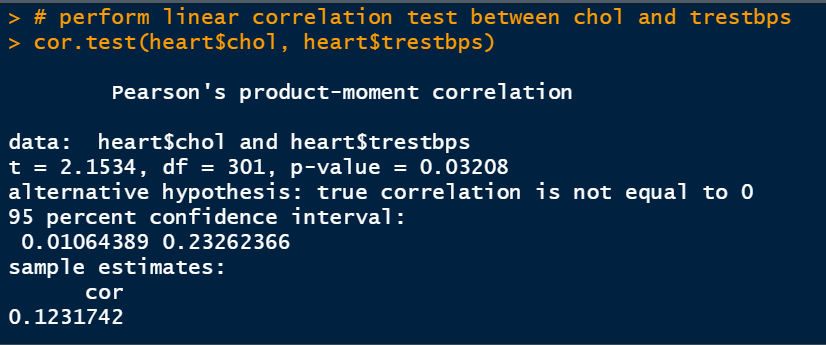 > # perform linear correlation test between chol and trestbps
> cor.test(heart$chol, heart$trestbps)
Pearson's product-moment correlation
data:  heart$chol and heart$trestbps
t = 2.1534, df = 301, p-value = 0.03208
alternative hypothesis: true correlation is not equal to 0
95 percent confidence interval:
0.01064389 0.23262366
sample estimates:
cor
0.1231742